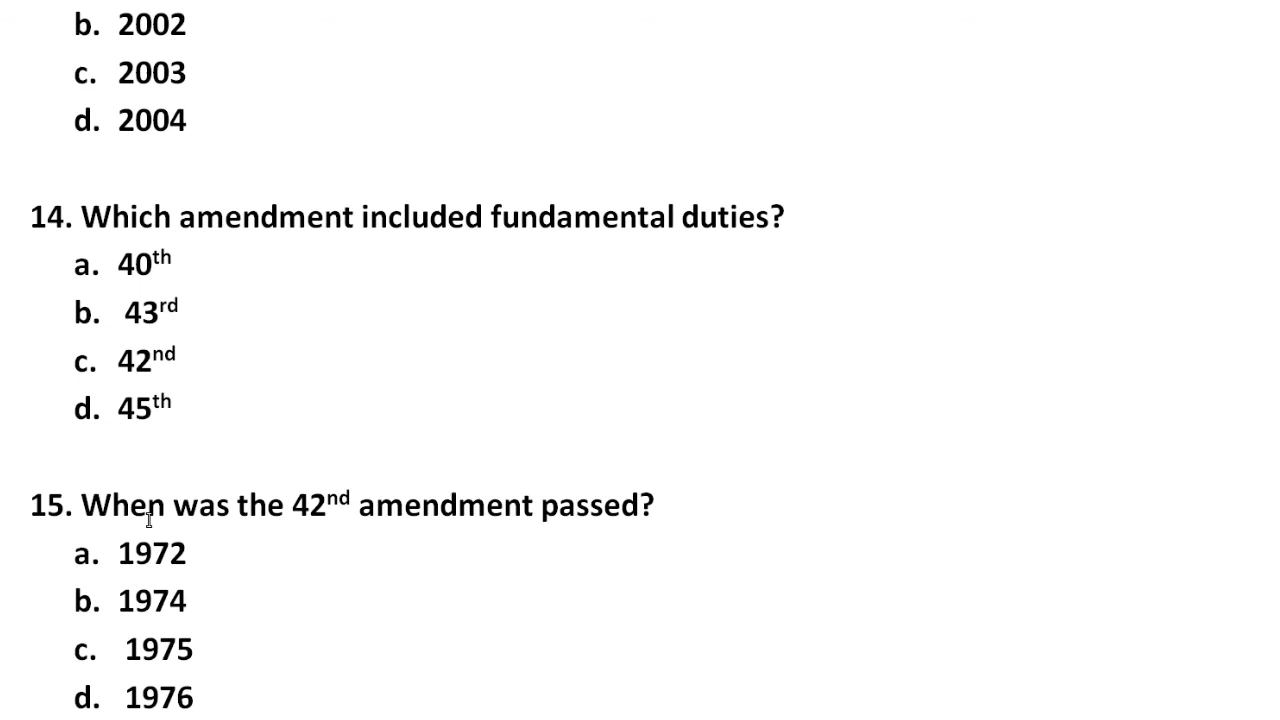 b. 2002
c. 2003
d. 2004
14. Which amendment included fundamental duties?
a. 40th
b. 43rd
c. 42nd
d. 45th
15. When was the 42nd amendment passed?
a. 1972
b. 1974
c. 1975
d. 1976